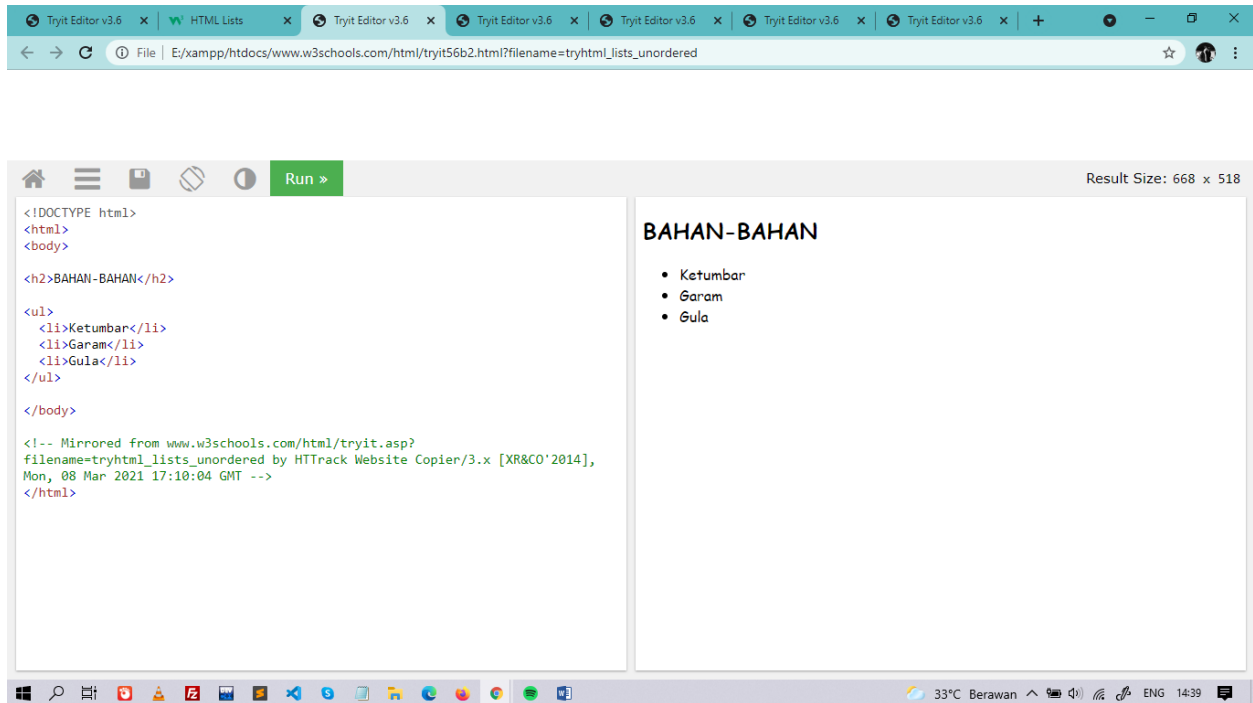 Tryit Editor v3.6
HTML Lists
Tryit Editor v3.6
Tryit Editor v3.6
Tryit Editor v3.6
Tryit Editor v3.6
Tryit Editor v3.6
File | E:/xampp/htdocs/www.w3schools.com/html/tryit56b2.html?filename=tryhtml_lists_unordered
Run »
Result Size: 668 x 518
<!DOCTYPE html>
<html>
<body>
<h2>BAHAN-BAHAN</h2>
<ul>
<li>Ketumbar</li>
<li>Garam</li>
<li>Gula</li>
</ul>
</body>
<!-- Mirrored from www.w3schools.com/html/tryit.asp?
filename=tryhtml_lists_unordered by HTTrack Website Copier/3.x [XR&CO'2014],
Mon, 08 Mar 2021 17:10:04 GMT -->
</html>
BAHAN-BAHAN
• Ketumbar
• Garam
• Gula
33°C Berawan ENG 14:39